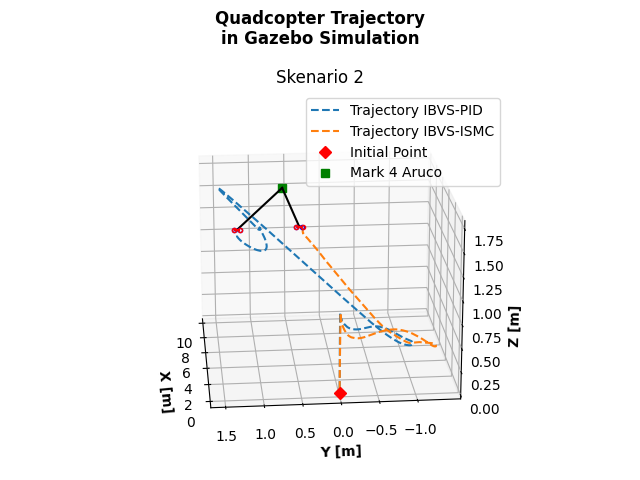 Quadcopter Trajectory
in Gazebo Simulation
Skenario 2
Trajectory IBVS-PID
Trajectory IBVS-ISMC
Initial Point
Mark 4 Aruco
1.75
1.50
1.25
1.00
0.75
0.50
0.25
0.00
Z [m]
10
8
6
4
2
0
X [m]
1.5
1.0
0.5
0.0
−0.5
−1.0
Y [m]